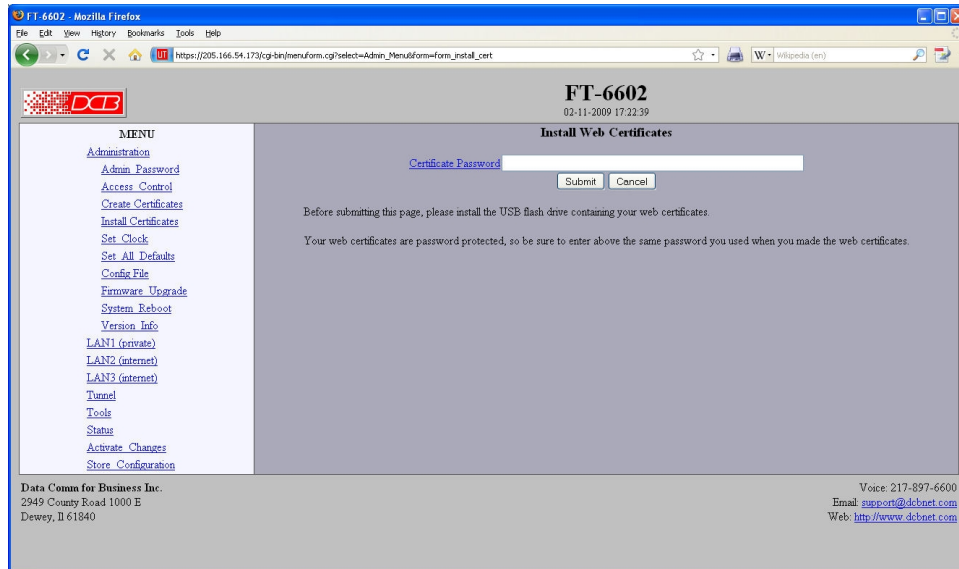 FT-6602 - Mozilla Firefox
File Edit View History Bookmarks Tools Help
https://205.166.54.173/cgi-bin/menuform.cgi?select=Admin_Menu&form=form_install_cert
W Wikipedia (en)
DCB
FT-6602
02-11-2009 17:22:39
MENU
Administration
Admin Password
Access Control
Create Certificates
Install Certificates
Set Clock
Set All Defaults
Config File
Firmware Upgrade
System Reboot
Version Info
LAN1 (private)
LAN2 (internet)
LAN3 (internet)
Tunnel
Tools
Status
Activate Changes
Store Configuration
Install Web Certificates
Certificate Password
Submit Cancel
Before submitting this page, please install the USB flash drive containing your web certificates.
Your web certificates are password protected, so be sure to enter above the same password you used when you made the web certificates.
Data Comm for Business Inc.
2949 County Road 1000 E
Dewey, Il 61840
Voice: 217-897-6600
Email: support@dcbnet.com
Web: http://www.dcbnet.com